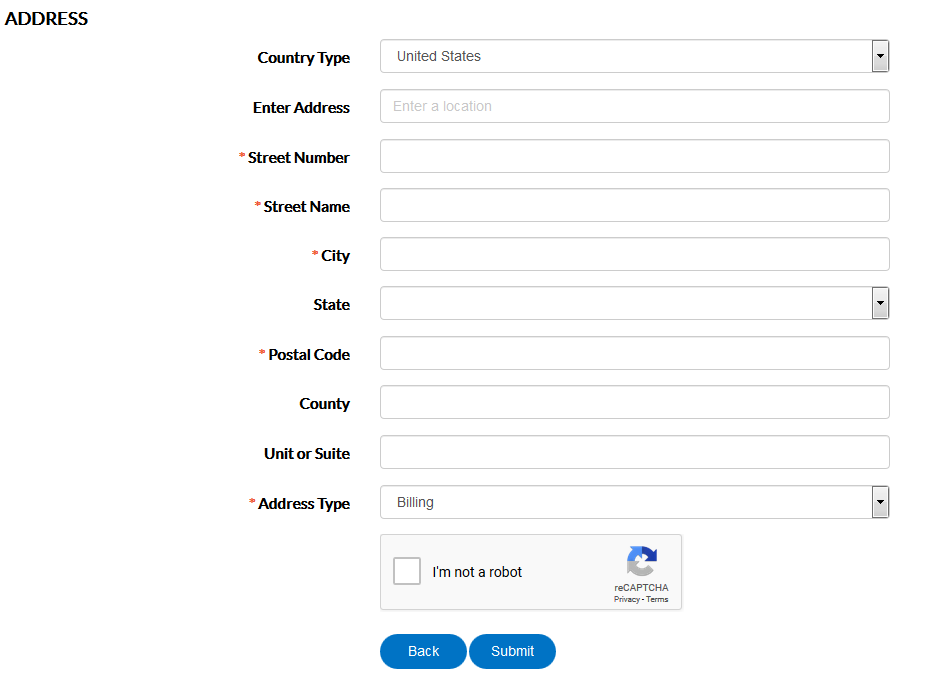 ADDRESS
Country Type United States
Enter Address Enter a location
* Street Number
* Street Name
* City
State
* Postal Code
County
Unit or Suite
* Address Type Billing
I'm not a robot
reCAPTCHA
Privacy - Terms
Back Submit